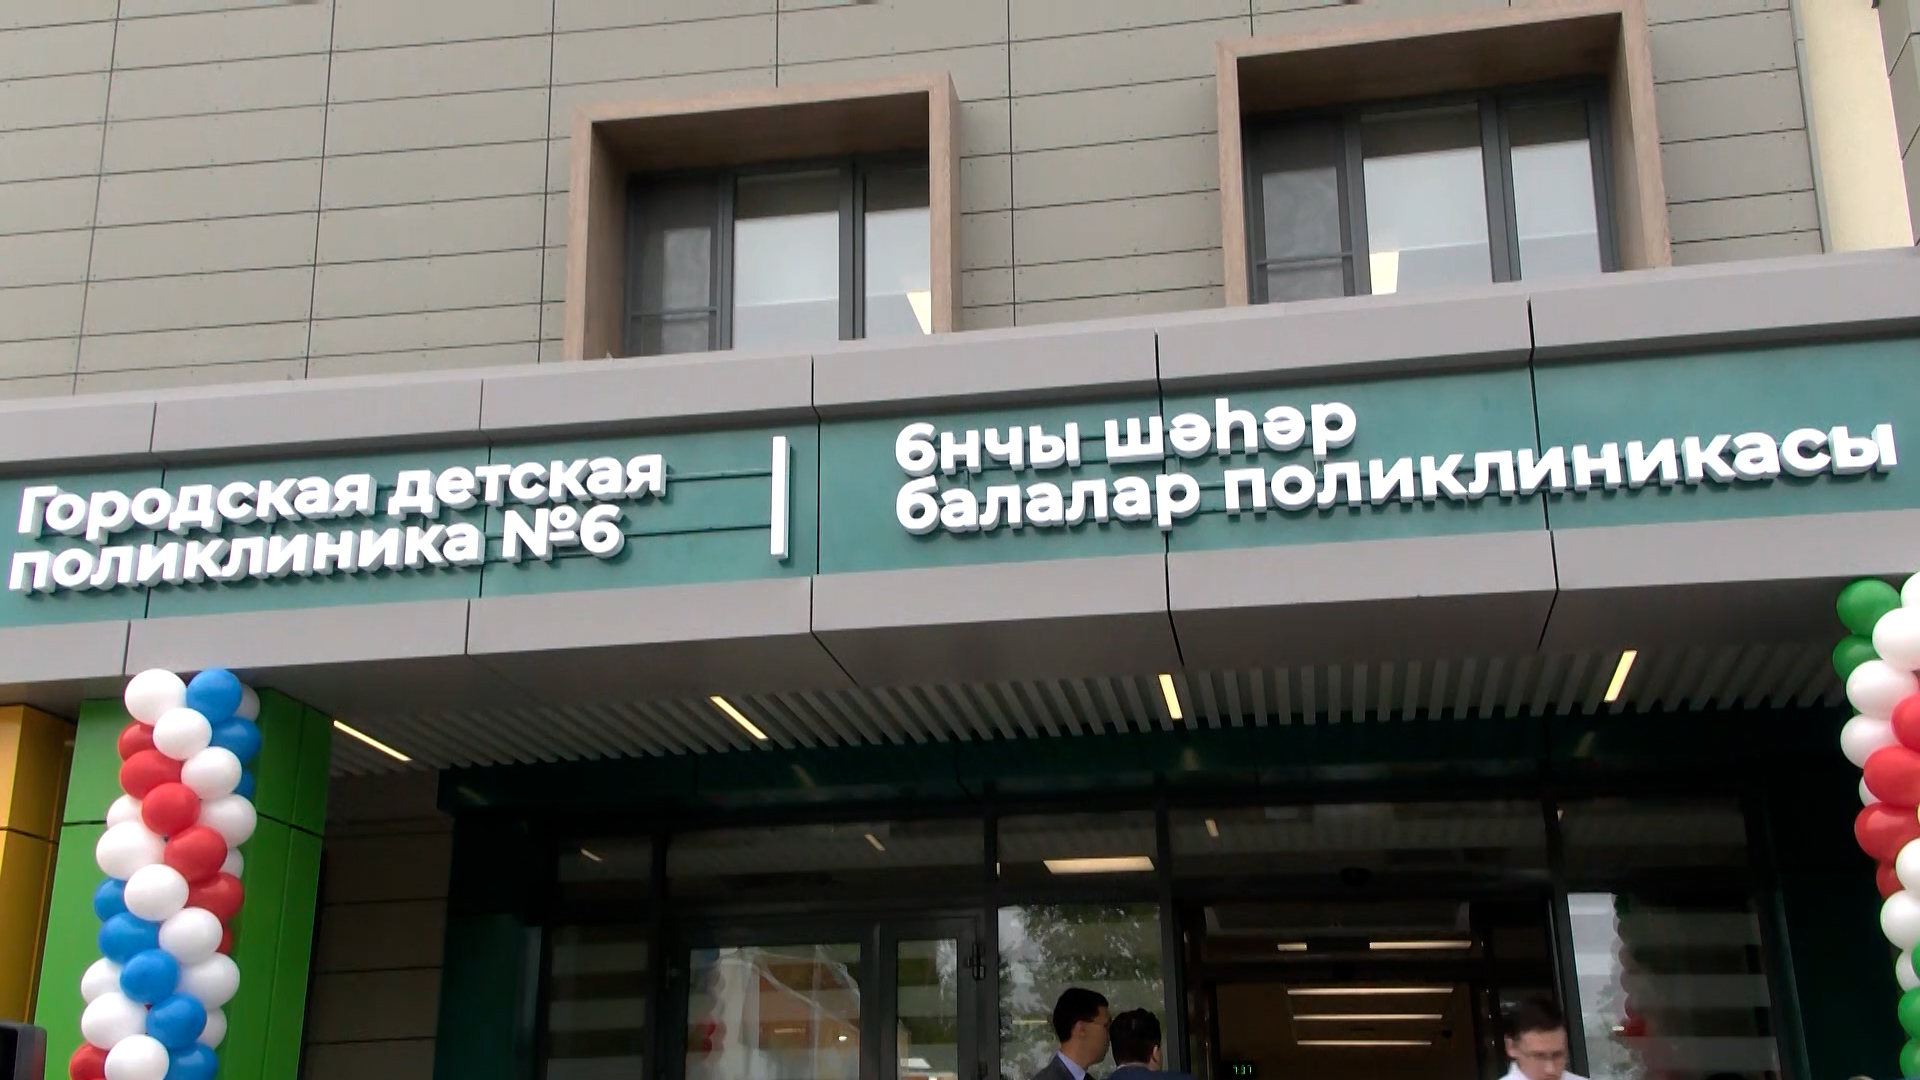 Городская детская
поликлиника №6
6нчы шәһәр
балалар поликлиникасы